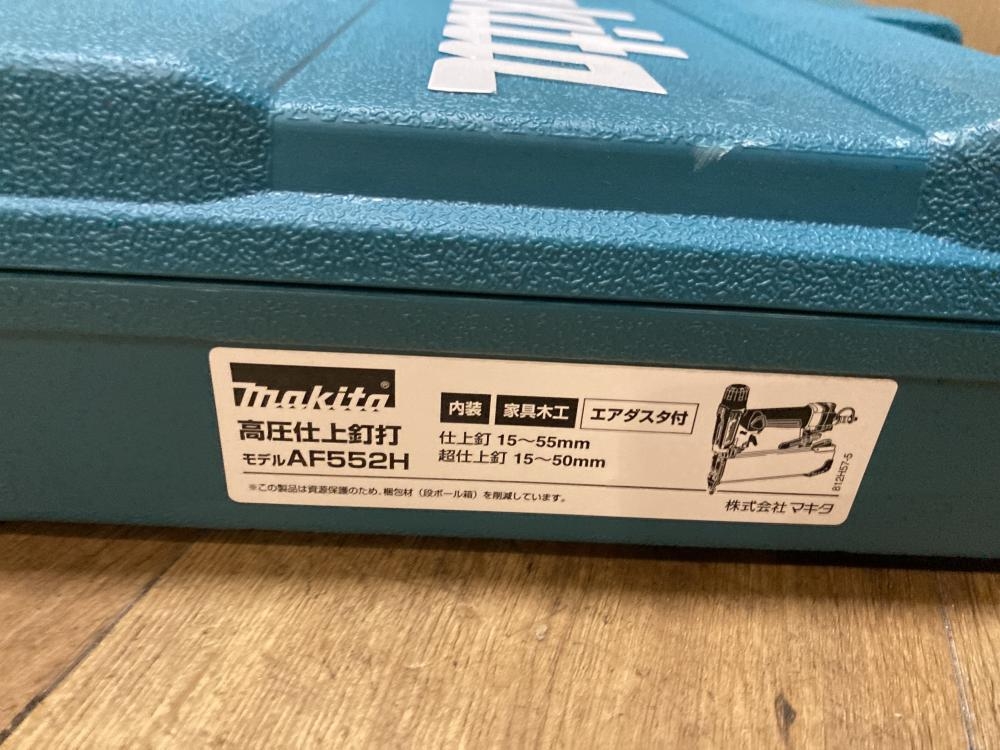 makita
makita®
高圧仕上釘打
モデルAF552H
内装 家具木工 エアダスタ付
仕上釘 15〜55mm
超仕上釘 15〜50mm
※この製品は資源保護のため、梱包材（段ボール箱）を削減しています。
812H57-5
株式会社 マキタ